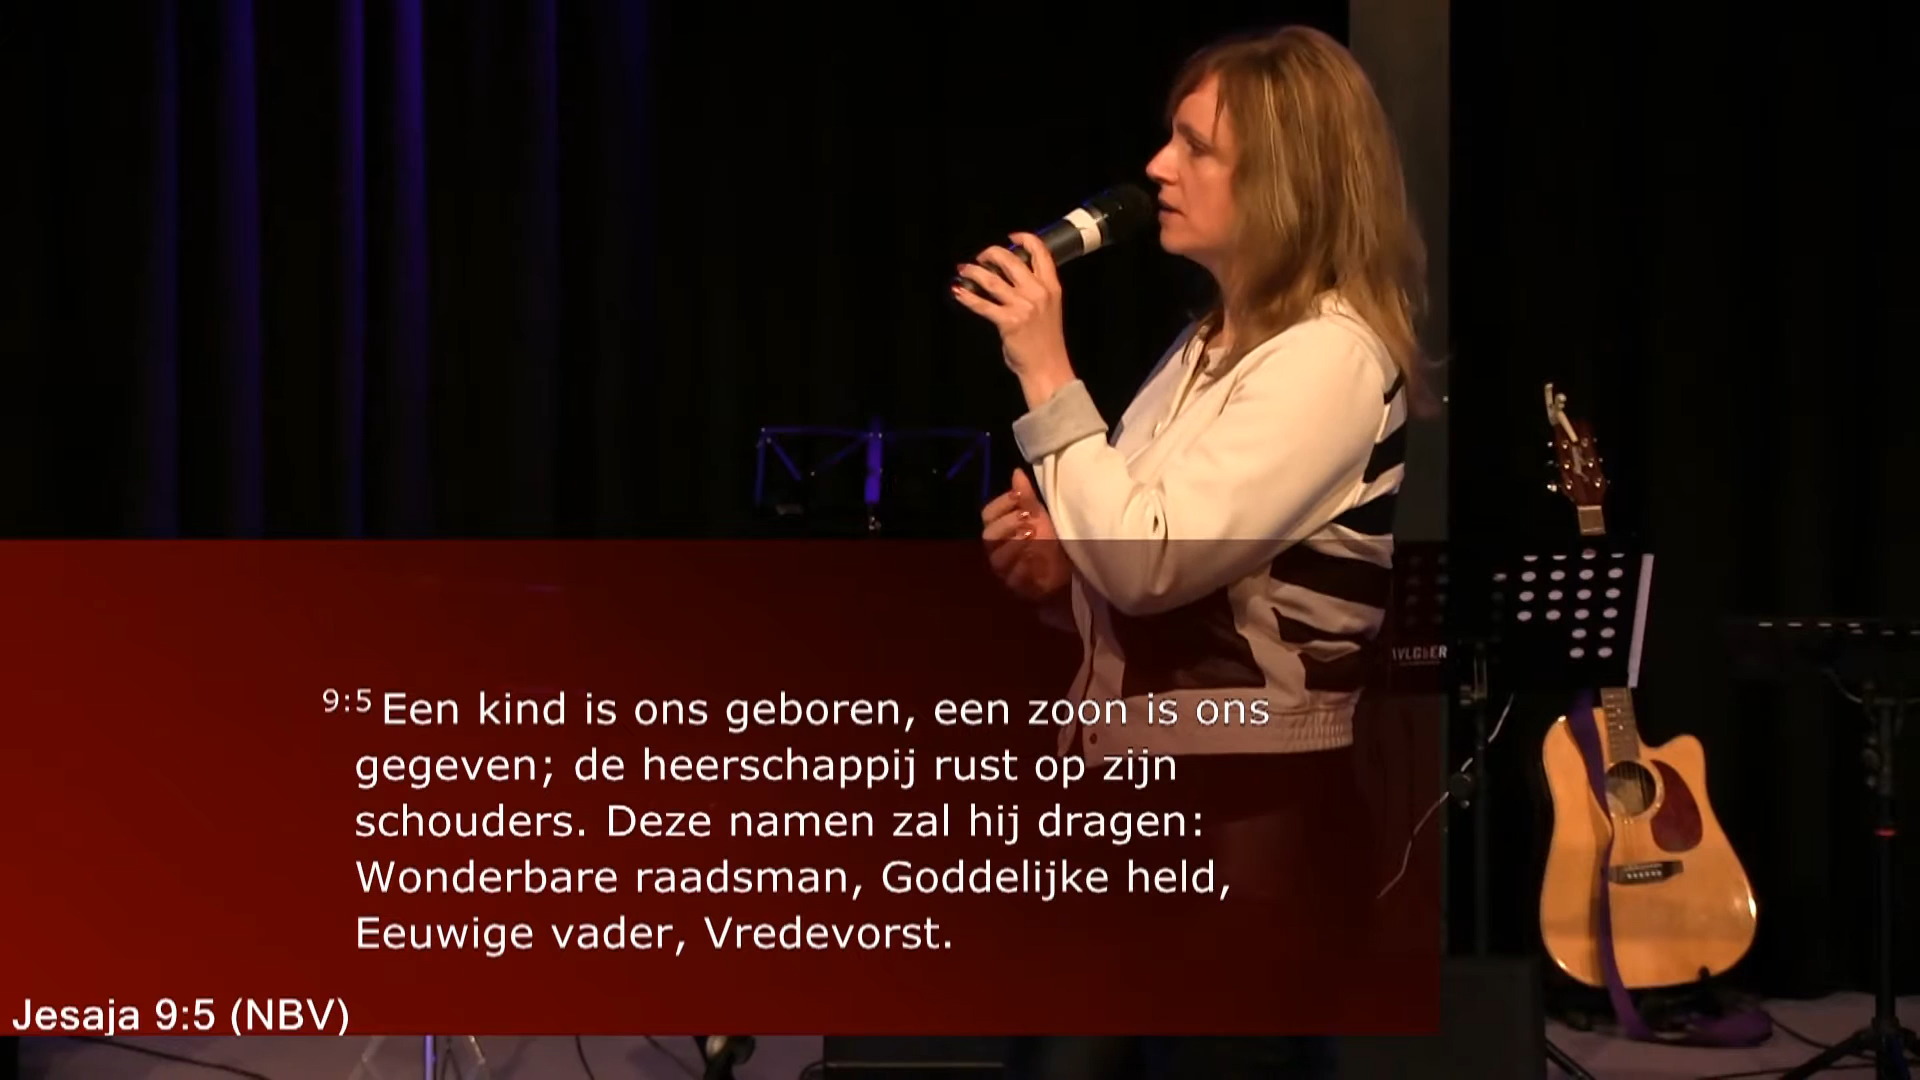 9:5 Een kind is ons geboren, een zoon is ons
gegeven; de heerschappij rust op zijn
schouders. Deze namen zal hij dragen:
Wonderbare raadsman, Goddelijke held,
Eeuwige vader, Vredevorst.
Jesaja 9:5 (NBV)